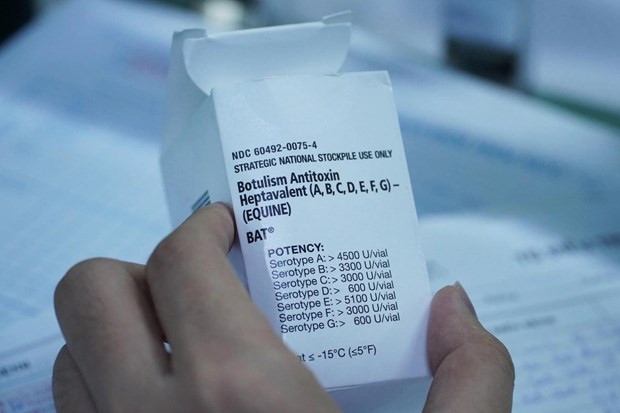 NDC 60492-0075-4
STRATEGIC NATIONAL STOCKPILE USE ONLY
Botulism Antitoxin
Heptavalent (A, B, C, D, E, F, G) –
(EQUINE)
BAT®
POTENCY:
Serotype A: > 4500 U/vial
Serotype B: > 3300 U/vial
Serotype C: > 3000 U/vial
Serotype D: > 600 U/vial
Serotype E: > 5100 U/vial
Serotype F: > 3000 U/vial
Serotype G: > 600 U/vial
≤ -15°C (≤5°F)